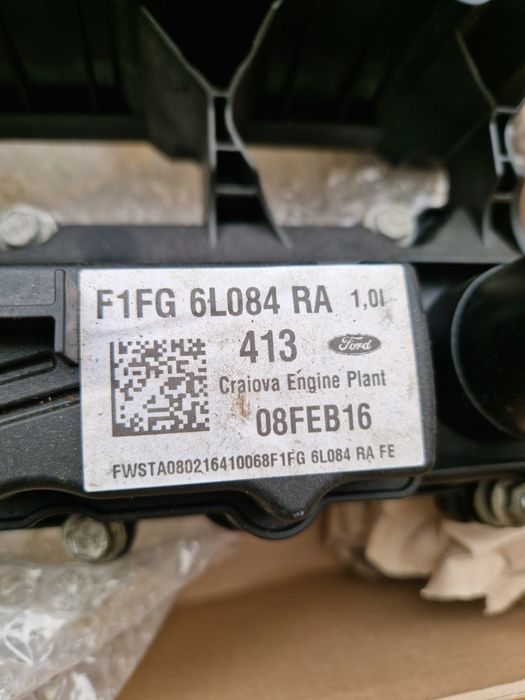 F1FG 6L084 RA 1,0l
413 Ford
Craiova Engine Plant
08FEB16
FWSTA080216410068F1FG 6L084 RA FE